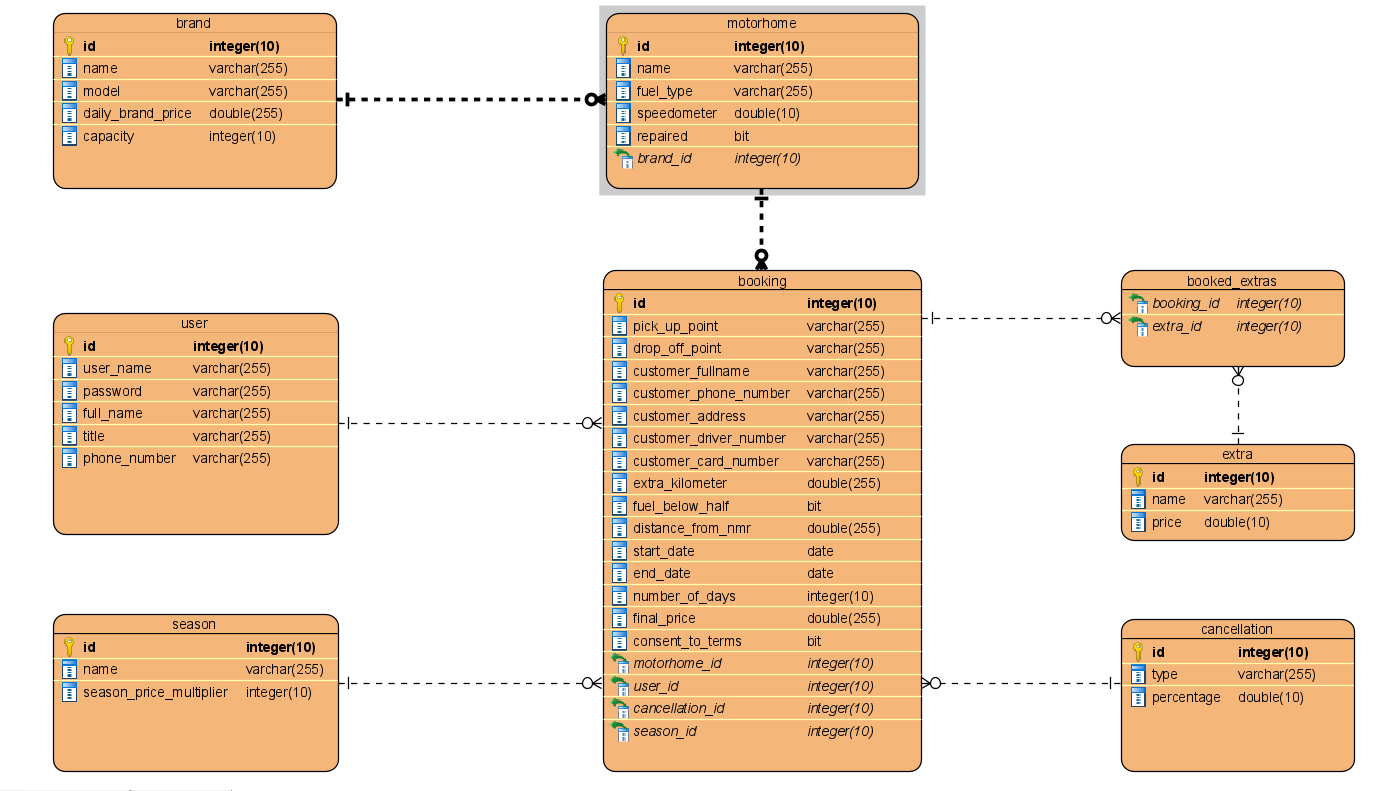 brand
id integer(10)
name varchar(255)
model varchar(255)
daily_brand_price double(255)
capacity integer(10)
motorhome
id integer(10)
name varchar(255)
fuel_type varchar(255)
speedometer double(10)
repaired bit
brand_id integer(10)
user
id integer(10)
user_name varchar(255)
password varchar(255)
full_name varchar(255)
title varchar(255)
phone_number varchar(255)
booking
id integer(10)
pick_up_point varchar(255)
drop_off_point varchar(255)
customer_fullname varchar(255)
customer_phone_number varchar(255)
customer_address varchar(255)
customer_driver_number varchar(255)
customer_card_number varchar(255)
extra_kilometer double(255)
fuel_below_half bit
distance_from_nmr double(255)
start_date date
end_date date
number_of_days integer(10)
final_price double(255)
consent_to_terms bit
motorhome_id integer(10)
user_id integer(10)
cancellation_id integer(10)
season_id integer(10)
booked_extras
booking_id integer(10)
extra_id integer(10)
extra
id integer(10)
name varchar(255)
price double(10)
season
id integer(10)
name varchar(255)
season_price_multiplier integer(10)
cancellation
id integer(10)
type varchar(255)
percentage double(10)